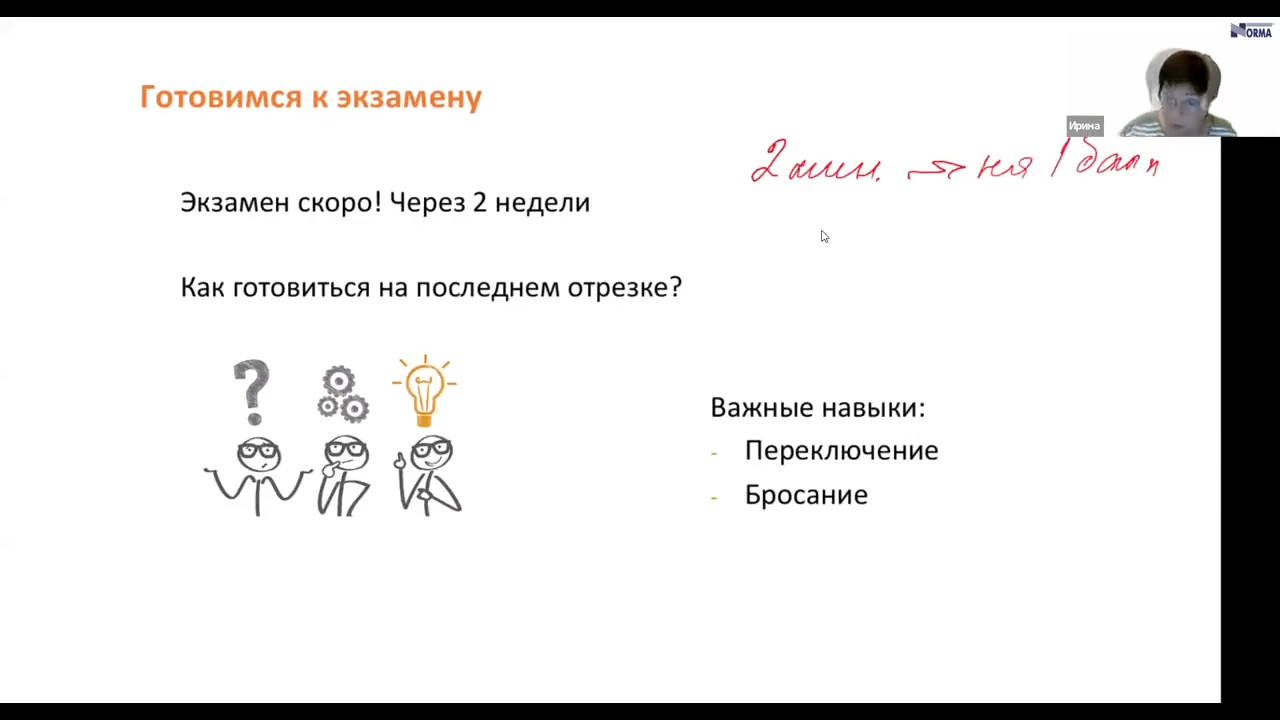 NORMA
Готовимся к экзамену
Ирина
2 мин. → на 1 балл
Экзамен скоро! Через 2 недели
Как готовиться на последнем отрезке?
?
Важные навыки:
- Переключение
- Бросание